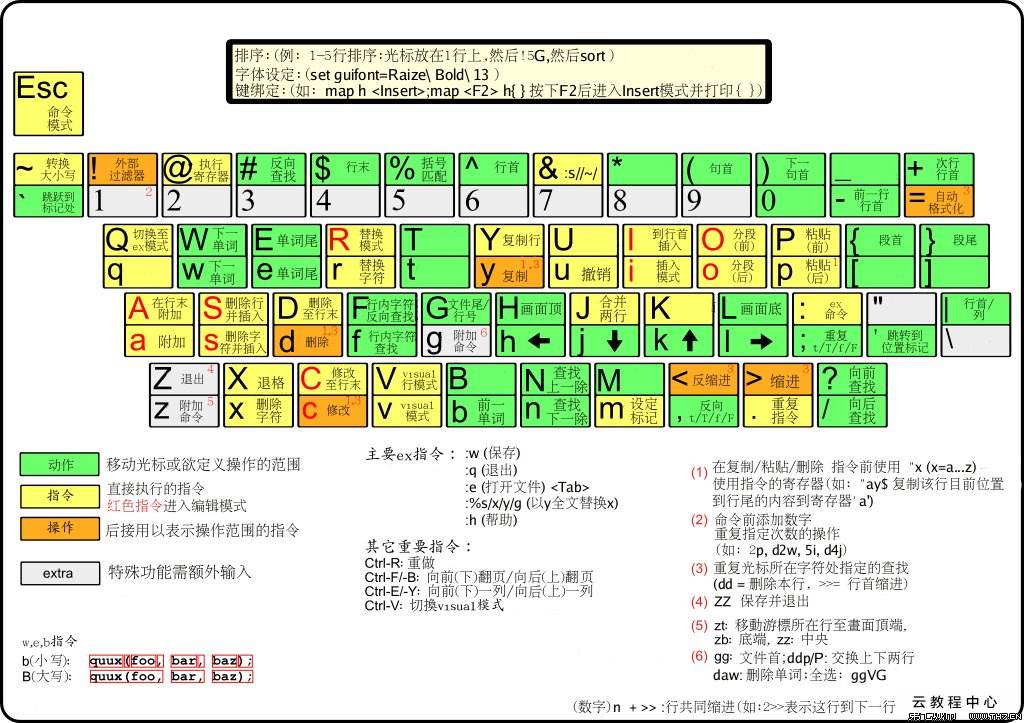 排序:(例: 1-5行排序:光标放在1行上,然后!5G,然后sort)
字体设定:(set guifont=Raize\ Bold\ 13 )
键绑定:(如: map h <Insert>;map <F2> h{ } 按下F2后进入Insert模式并打印{ })
Esc
命令
模式
~ 转换
大小写
` 跳跃到
标记处
! 外部
过滤器
1 2
@ 执行
寄存器
2
# 反向
查找
3
$ 行末
4
% 括号
匹配
5
^ 行首
6
& :s//~/
7
*
8
( 句首
9
) 下一
句首
0
_
- 前一行
行首
+ 次行
行首
= 自动 3
格式化
Q 切换至
ex模式
q
W 下一
单词
w 下一
单词
E 单词尾
e 单词尾
R 替换
模式
r 替换
字符
T
t
Y 复制行
y 复制 1,3
U
u 撤销
I 到行首
插入
i 插入
模式
O 分段
(前)
o 分段
(后)
P 粘贴
(前)
p 粘贴 1
(后)
{ 段首
[
} 段尾
]
A 在行末
附加
a 附加
S 删除行
并插入
s 删除字
符并插入
D 删除
至行末
d 删除 1,3
F 行内字符
反向查找
f 行内字符
查找
G 文件尾/
行号
g 附加 6
命令
H 画面顶
h ←
J 合并
两行
j ↓
K
k ↑
L 画面底
l →
: ex
命令
; 重复
t/T/f/F
"
' 跳转到
位置标记
| 行首/
列
\
Z 退出 4
z 附加 5
命令
X 退格
x 删除
字符
C 修改
至行末
c 修改 1,3
V visual
行模式
v visual
模式
B
b 前一
单词
N 查找
上一除
n 查找
下一除
M
m 设定
标记
< 反缩进 3
, 反向
t/T/f/F
> 缩进 3
. 重复
指令
? 向前
查找
/ 向后
查找
动作 移动光标或欲定义操作的范围
指令 直接执行的指令
红色指令进入编辑模式
操作 后接用以表示操作范围的指令
extra 特殊功能需额外输入
w,e,b指令
b(小写): quux(foo, bar, baz);
B(大写): quux(foo, bar, baz);
主要ex指令:
:w (保存)
:q (退出)
:e (打开文件) <Tab>
:%s/x/y/g (以y全文替换x)
:h (帮助)
其它重要指令:
Ctrl-R: 重做
Ctrl-F/-B: 向前(下)翻页/向后(上)翻页
Ctrl-E/-Y: 向前(下)一列/向后(上)一列
Ctrl-V: 切换visual模式
(1) 在复制/粘贴/删除 指令前使用 "x (x=a...z)
使用指令的寄存器(如: "ay$ 复制该行目前位置
到行尾的内容到寄存器'a')
(2) 命令前添加数字
重复指定次数的操作
(如: 2p, d2w, 5i, d4j)
(3) 重复光标所在字符处指定的查找
(dd = 删除本行, >>= 行首缩进)
(4) ZZ 保存并退出
(5) zt: 移動游標所在行至畫面頂端,
zb: 底端, zz: 中央
(6) gg: 文件首;ddp/P: 交换上下两行
daw: 删除单词:全选: ggVG
(数字)n +>> :行共同缩进(如:2>>表示这行到下一行
云教程中心